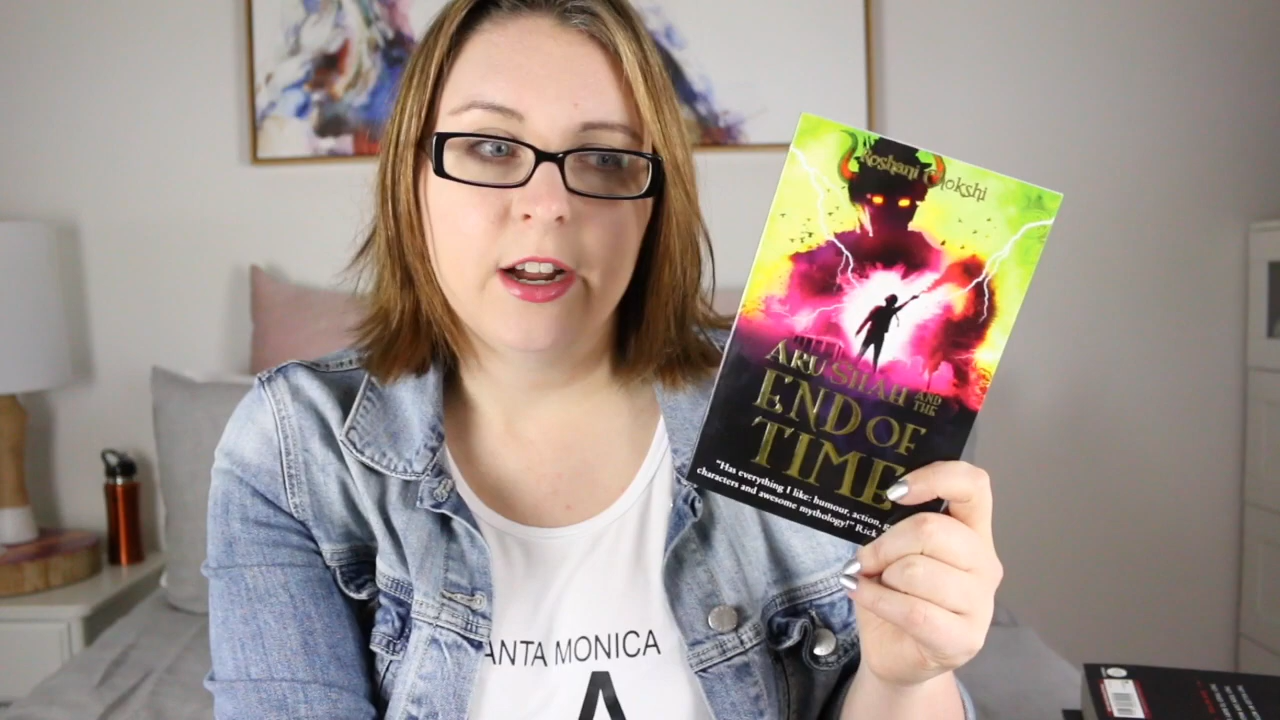 Roshani Chokshi
ARU SHAH AND
THE
END OF
TIME
"Has everything I like: humour, action, g
characters and awesome mythology!" Rick
ANTA MONICA
A